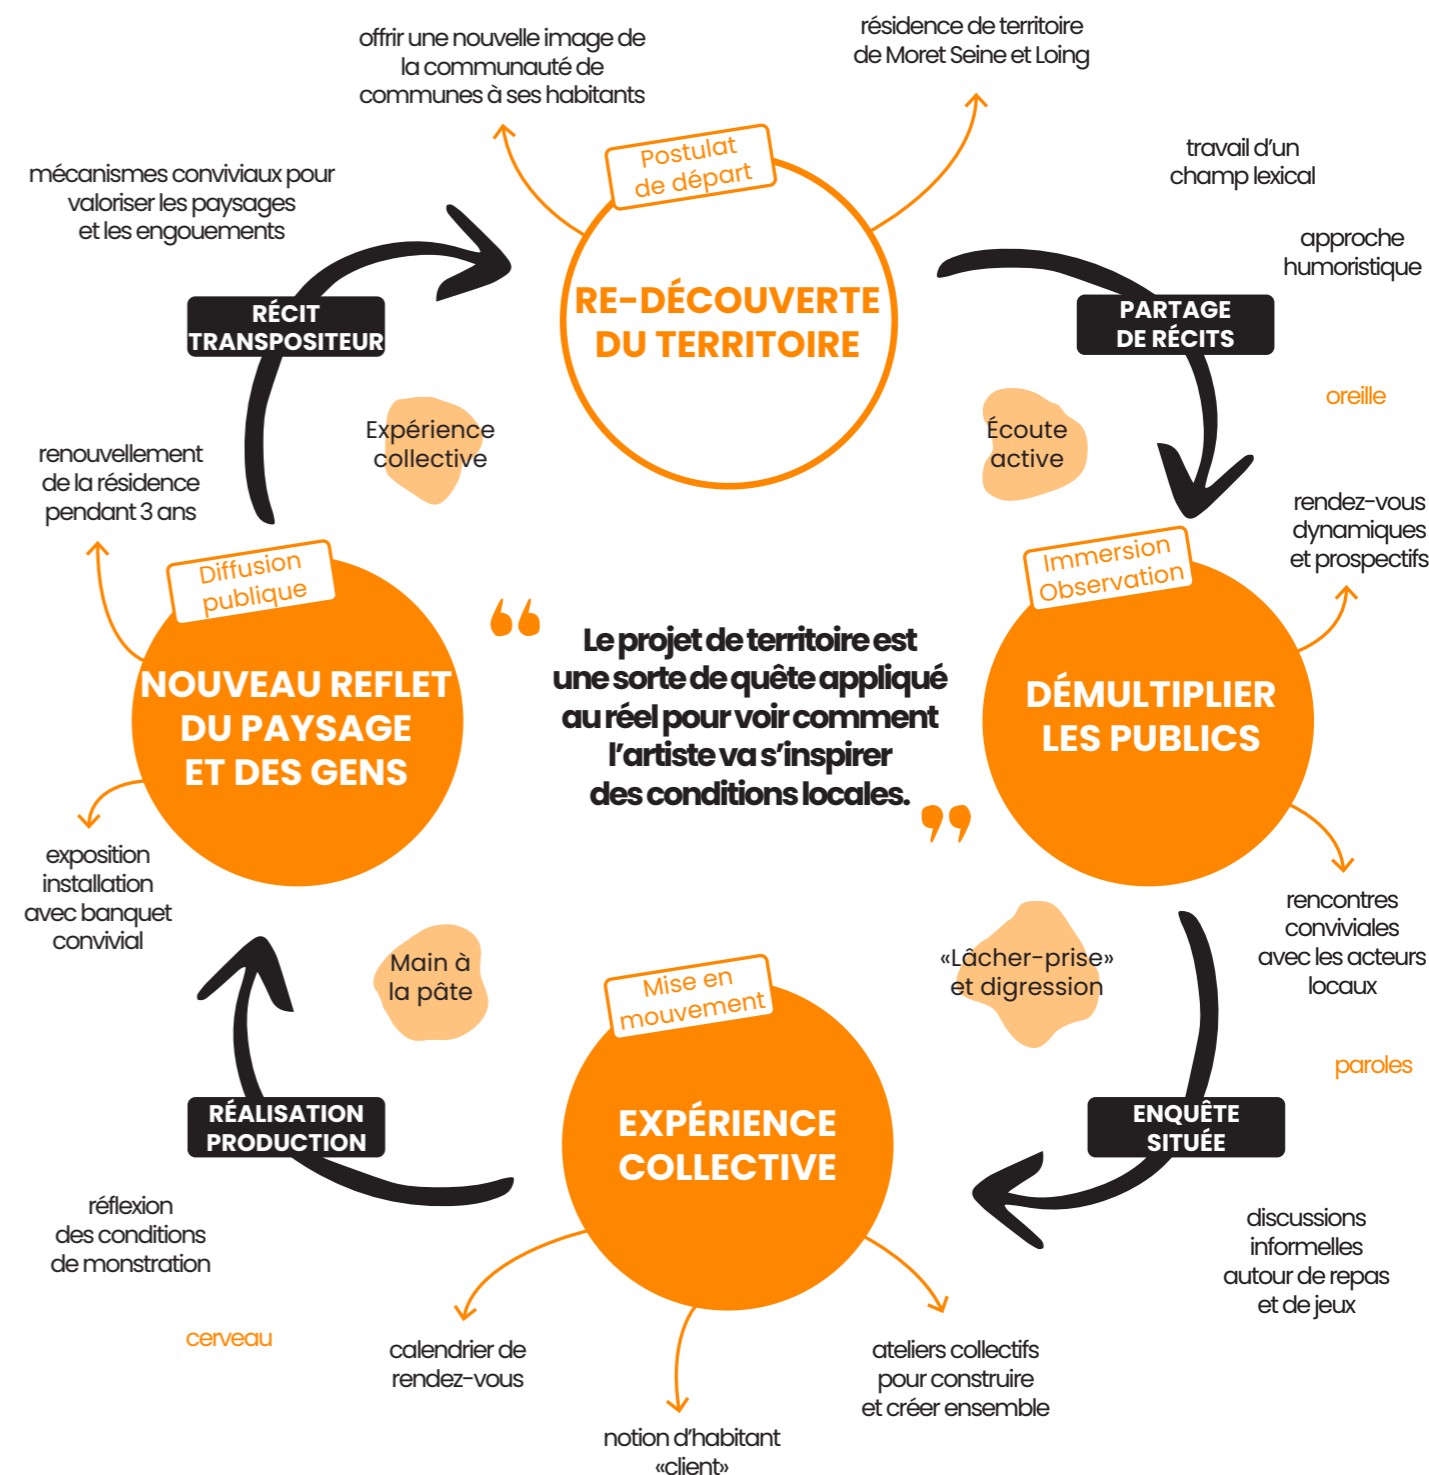 offrir une nouvelle image de
la communauté de
communes à ses habitants
résidence de territoire
de Moret Seine et Loing
Postulat
de départ
RE-DÉCOUVERTE
DU TERRITOIRE
travail d'un
champ lexical
approche
humoristique
PARTAGE
DE RÉCITS
oreille
Écoute
active
rendez-vous
dynamiques
et prospectifs
Immersion
Observation
DÉMULTIPLIER
LES PUBLICS
rencontres
conviviales
avec les acteurs
locaux
paroles
«Lâcher-prise»
et digression
ENQUÊTE
SITUÉE
discussions
informelles
autour de repas
et de jeux
Mise en
mouvement
EXPÉRIENCE
COLLECTIVE
ateliers collectifs
pour construire
et créer ensemble
notion d'habitant
«client»
calendrier de
rendez-vous
Main à
la pâte
RÉALISATION
PRODUCTION
réflexion
des conditions
de monstration
cerveau
Diffusion
publique
NOUVEAU REFLET
DU PAYSAGE
ET DES GENS
exposition
installation
avec banquet
convivial
renouvellement
de la résidence
pendant 3 ans
Expérience
collective
RÉCIT
TRANSPOSITEUR
mécanismes conviviaux pour
valoriser les paysages
et les engouements
“
Le projet de territoire est
une sorte de quête appliqué
au réel pour voir comment
l'artiste va s'inspirer
des conditions locales.
”